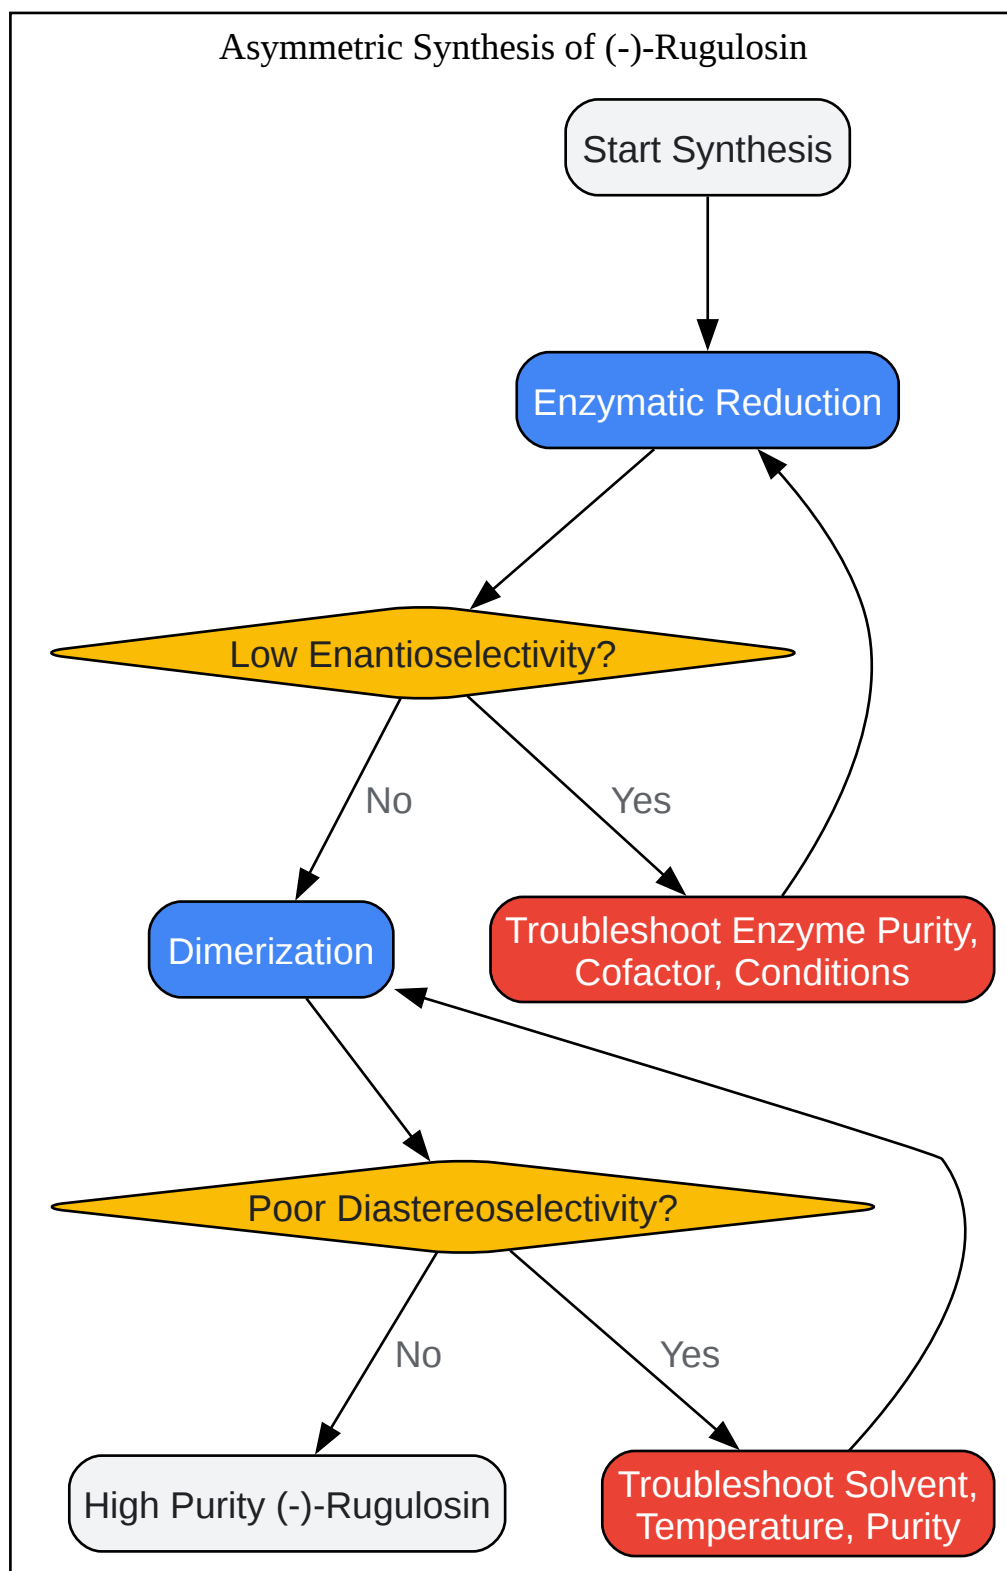 Asymmetric Synthesis of (-)-Rugulosin
Start Synthesis
Enzymatic Reduction
Low Enantioselectivity?
No
Yes
Dimerization
Troubleshoot Enzyme Purity,
Cofactor, Conditions
Poor Diastereoselectivity?
No
Yes
High Purity (-)-Rugulosin
Troubleshoot Solvent,
Temperature, Purity